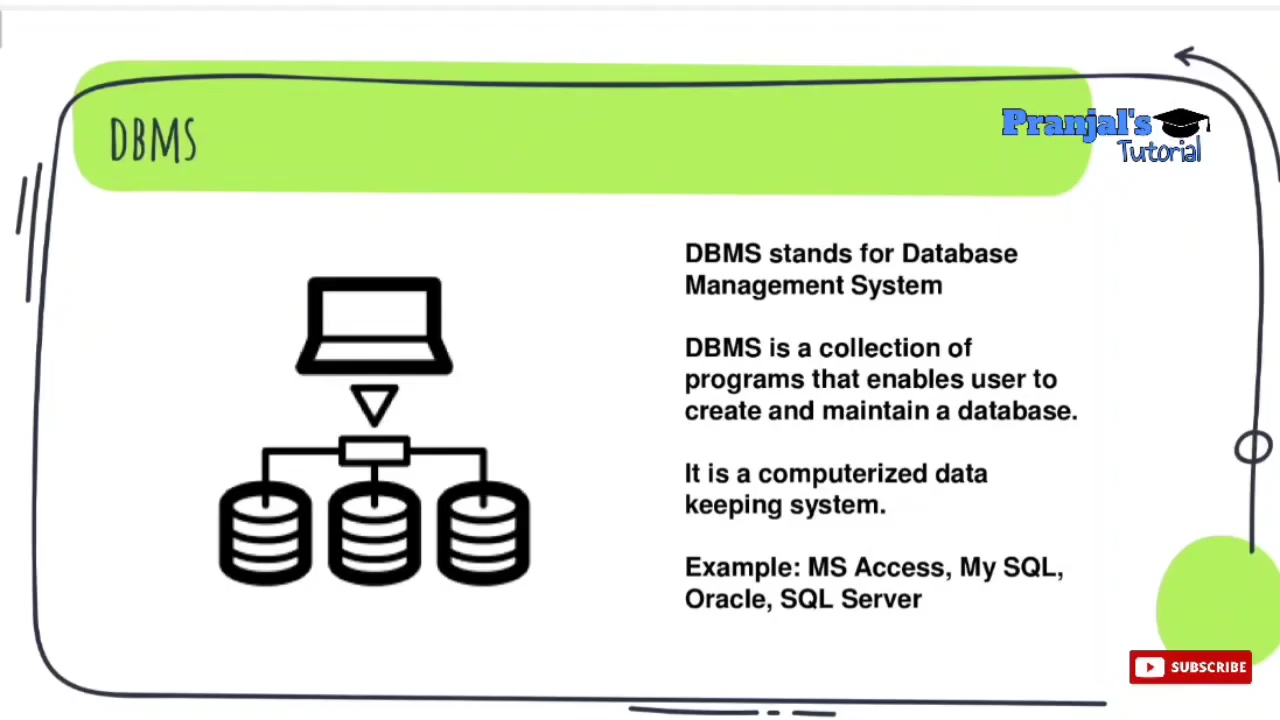 DBMS
Pranjal's
Tutorial
DBMS stands for Database
Management System
DBMS is a collection of
programs that enables user to
create and maintain a database.
It is a computerized data
keeping system.
Example: MS Access, My SQL,
Oracle, SQL Server
SUBSCRIBE